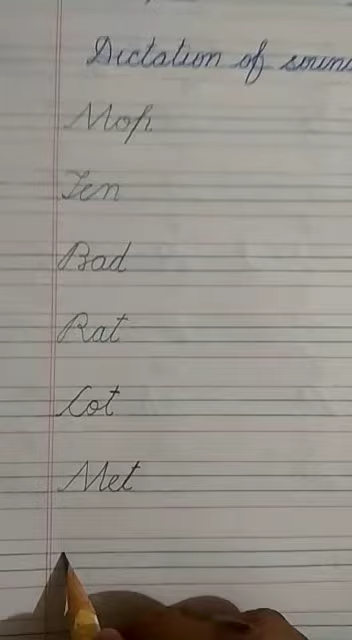 Dictation of
Mop
Ten
Bad
Rat
Cot
Met